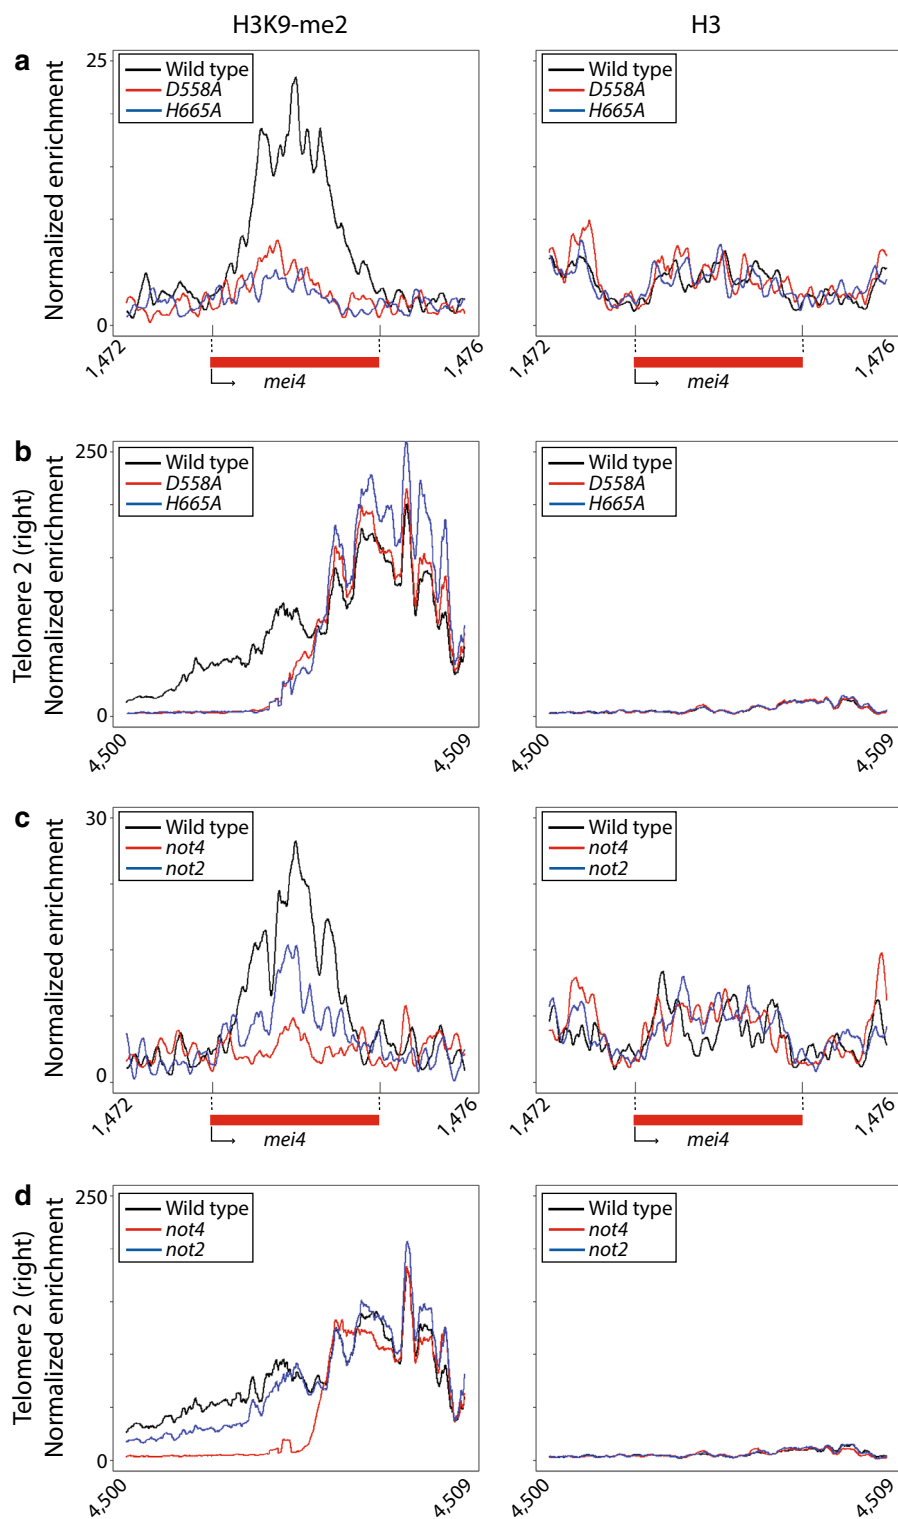 H3K9-me2
H3
a
Normalized enrichment
25
0
Wild type
D558A
H665A
1,472
1,476
mei4
Wild type
D558A
H665A
1,472
1,476
mei4
b
Telomere 2 (right)
Normalized enrichment
250
0
Wild type
D558A
H665A
4,500
4,509
Wild type
D558A
H665A
4,500
4,509
c
Normalized enrichment
30
0
Wild type
not4
not2
1,472
1,476
mei4
Wild type
not4
not2
1,472
1,476
mei4
d
Telomere 2 (right)
Normalized enrichment
250
0
Wild type
not4
not2
4,500
4,509
Wild type
not4
not2
4,500
4,509